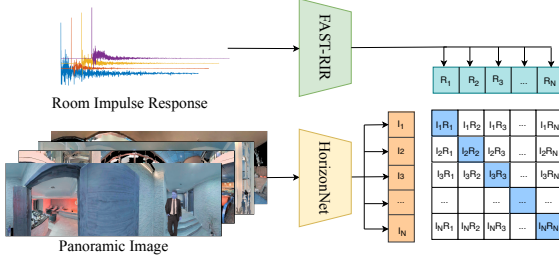 Room Impulse Response
FAST-RIR
R1 R2 R3 ... RN
Panoramic Image
HorizonNet
I1
I2
I3
...
IN
I1R1 I1R2 I1R3 ... I1RN
I2R1 I2R2 I2R3 ... I2RN
I3R1 I3R2 I3R3 ... I3RN
... ... ... ... ...
INR1 INR2 INR3 ... INRN